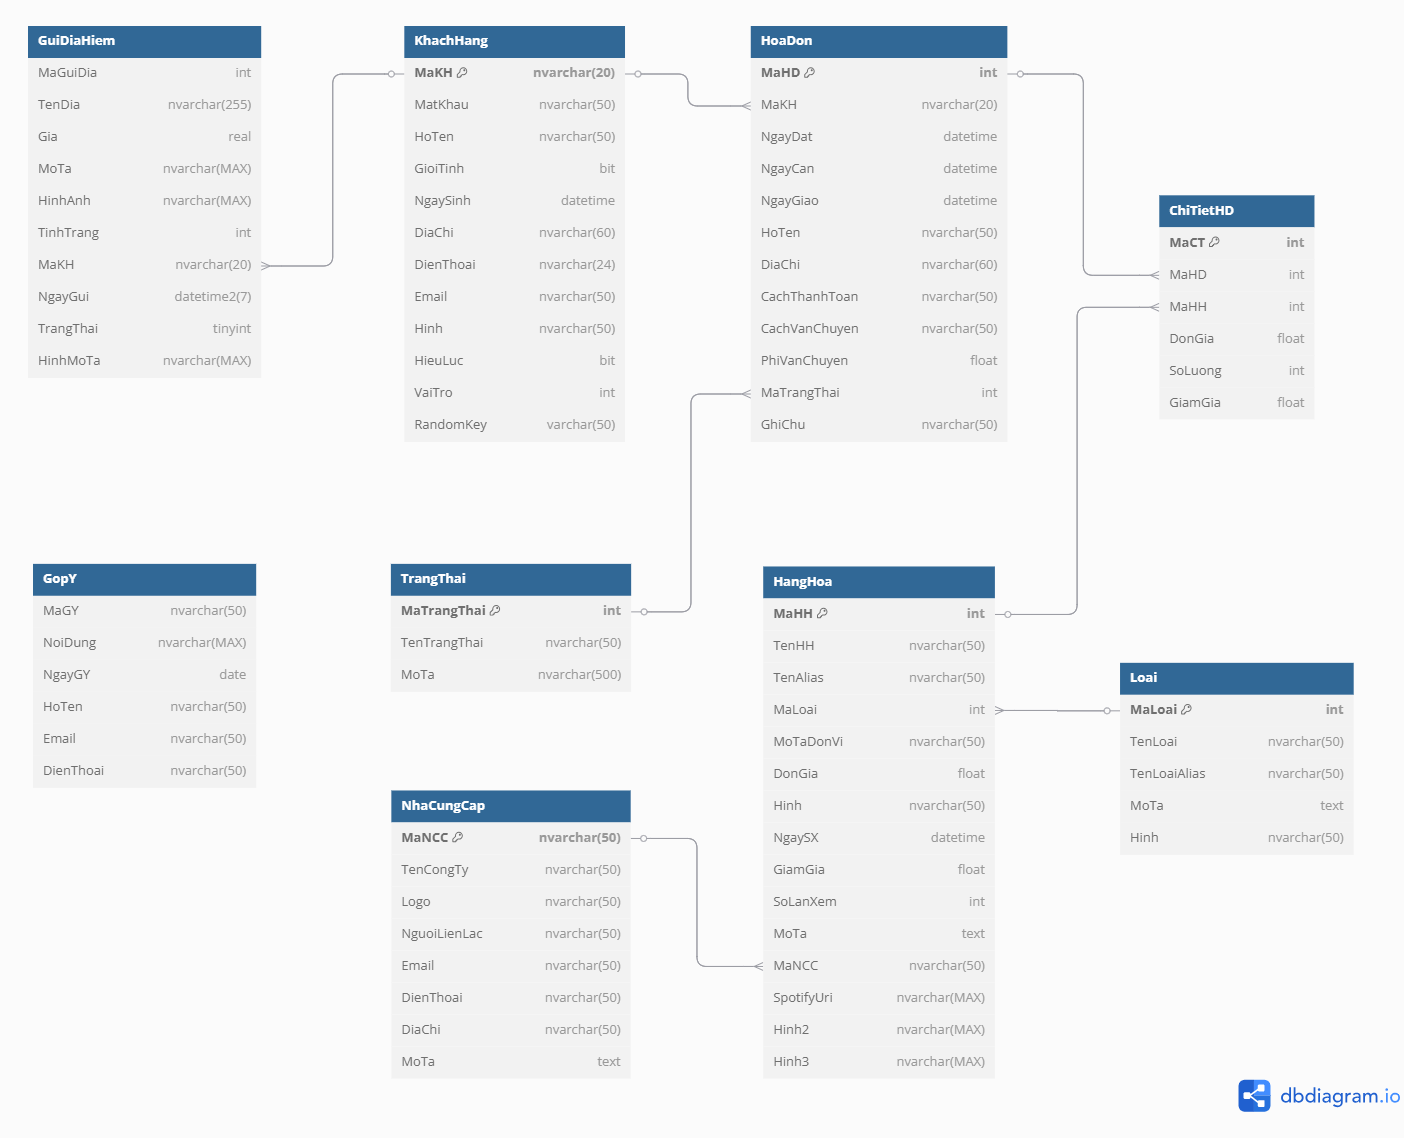 GuiDiaHiem
MaGuiDia int
TenDia nvarchar(255)
Gia real
MoTa nvarchar(MAX)
HinhAnh nvarchar(MAX)
TinhTrang int
MaKH nvarchar(20)
NgayGui datetime2(7)
TrangThai tinyint
HinhMoTa nvarchar(MAX)
KhachHang
MaKH nvarchar(20)
MatKhau nvarchar(50)
HoTen nvarchar(50)
GioiTinh bit
NgaySinh datetime
DiaChi nvarchar(60)
DienThoai nvarchar(24)
Email nvarchar(50)
Hinh nvarchar(50)
HieuLuc bit
VaiTro int
RandomKey varchar(50)
HoaDon
MaHD int
MaKH nvarchar(20)
NgayDat datetime
NgayCan datetime
NgayGiao datetime
HoTen nvarchar(50)
DiaChi nvarchar(60)
CachThanhToan nvarchar(50)
CachVanChuyen nvarchar(50)
PhiVanChuyen float
MaTrangThai int
GhiChu nvarchar(50)
ChiTietHD
MaCT int
MaHD int
MaHH int
DonGia float
SoLuong int
GiamGia float
GopY
MaGY nvarchar(50)
NoiDung nvarchar(MAX)
NgayGY date
HoTen nvarchar(50)
Email nvarchar(50)
DienThoai nvarchar(50)
TrangThai
MaTrangThai int
TenTrangThai nvarchar(50)
MoTa nvarchar(500)
NhaCungCap
MaNCC nvarchar(50)
TenCongTy nvarchar(50)
Logo nvarchar(50)
NguoiLienLac nvarchar(50)
Email nvarchar(50)
DienThoai nvarchar(50)
DiaChi nvarchar(50)
MoTa text
HangHoa
MaHH int
TenHH nvarchar(50)
TenAlias nvarchar(50)
MaLoai int
MoTaDonVi nvarchar(50)
DonGia float
Hinh nvarchar(50)
NgaySX datetime
GiamGia float
SoLanXem int
MoTa text
MaNCC nvarchar(50)
SpotifyUri nvarchar(MAX)
Hinh2 nvarchar(MAX)
Hinh3 nvarchar(MAX)
Loai
MaLoai int
TenLoai nvarchar(50)
TenLoaiAlias nvarchar(50)
MoTa text
Hinh nvarchar(50)
dbdiagram.io